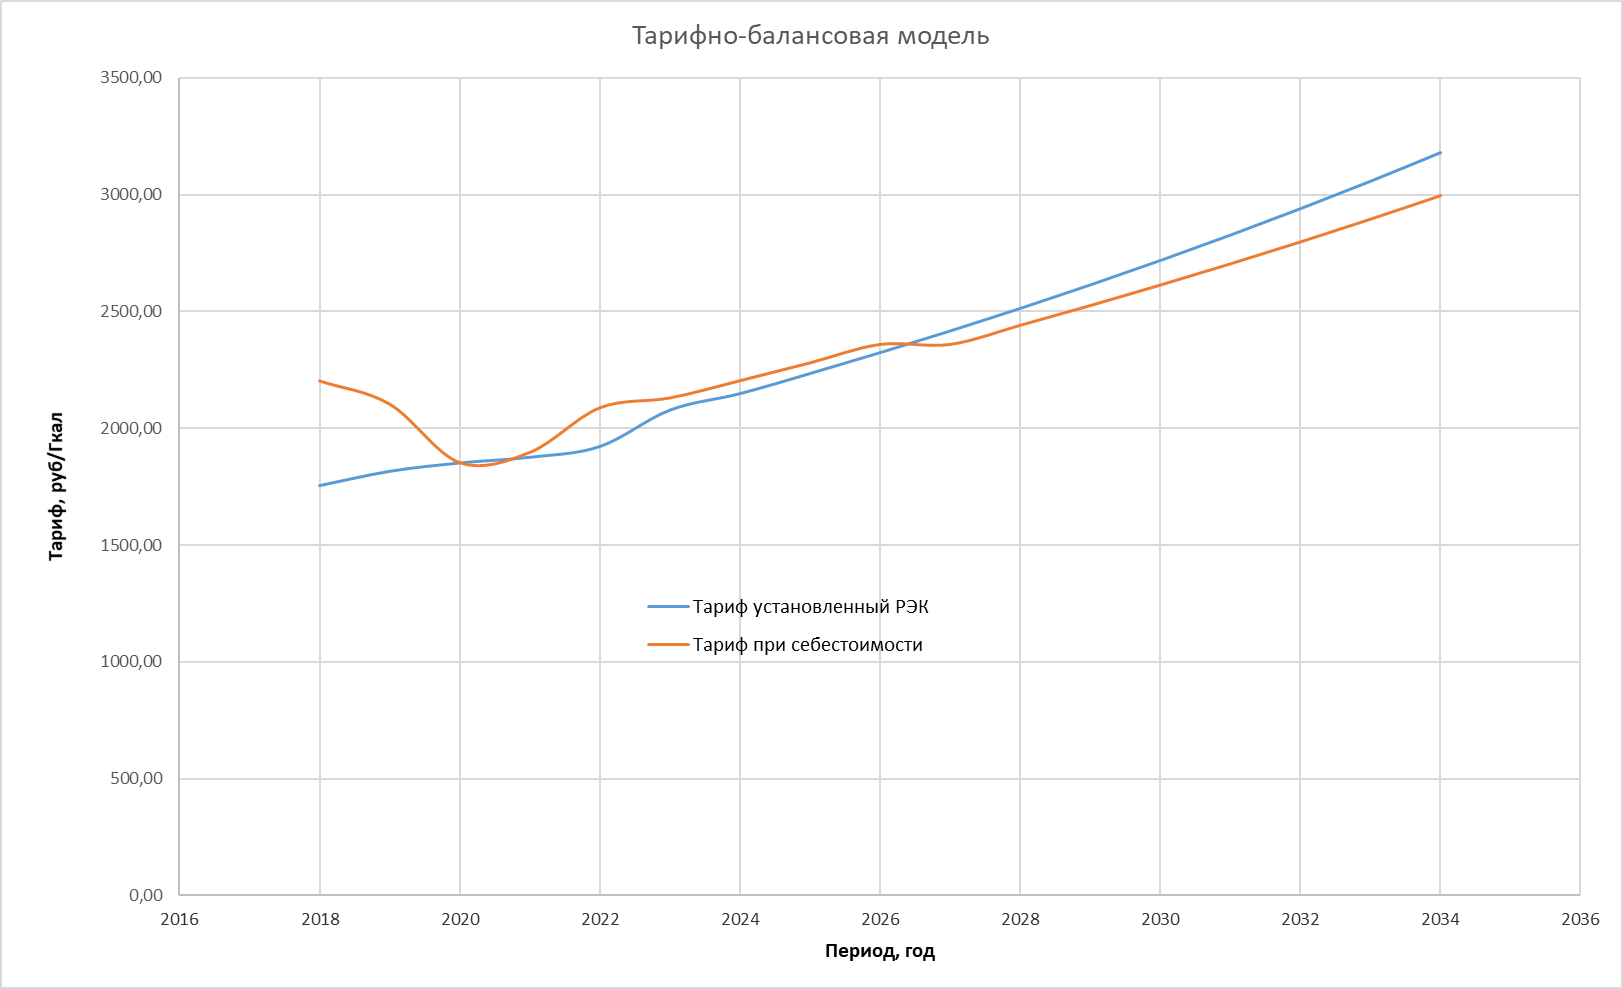 Тарифно-балансовая модель
3500,00
3000,00
2500,00
2000,00
1500,00
1000,00
500,00
0,00
Тариф, руб/Гкал
Тариф установленный РЭК
Тариф при себестоимости
2016 2018 2020 2022 2024 2026 2028 2030 2032 2034 2036
Период, год